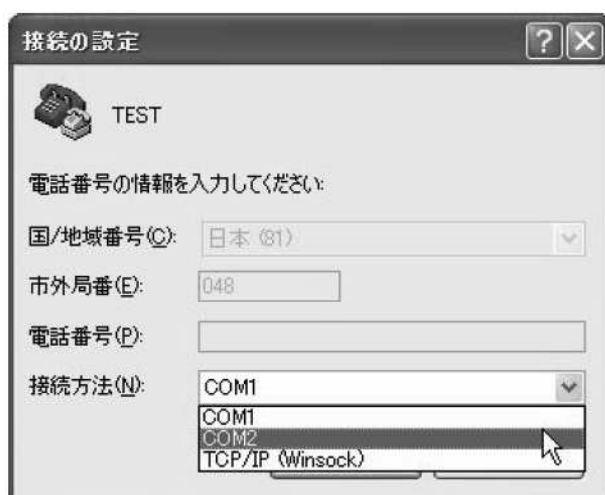 接続の設定
TEST
電話番号の情報を入力してください:
国/地域番号(C): 日本 (81)
市外局番(E): 048
電話番号(P):
接続方法(N): COM1
COM1
COM2
TCP/IP (Winsock)